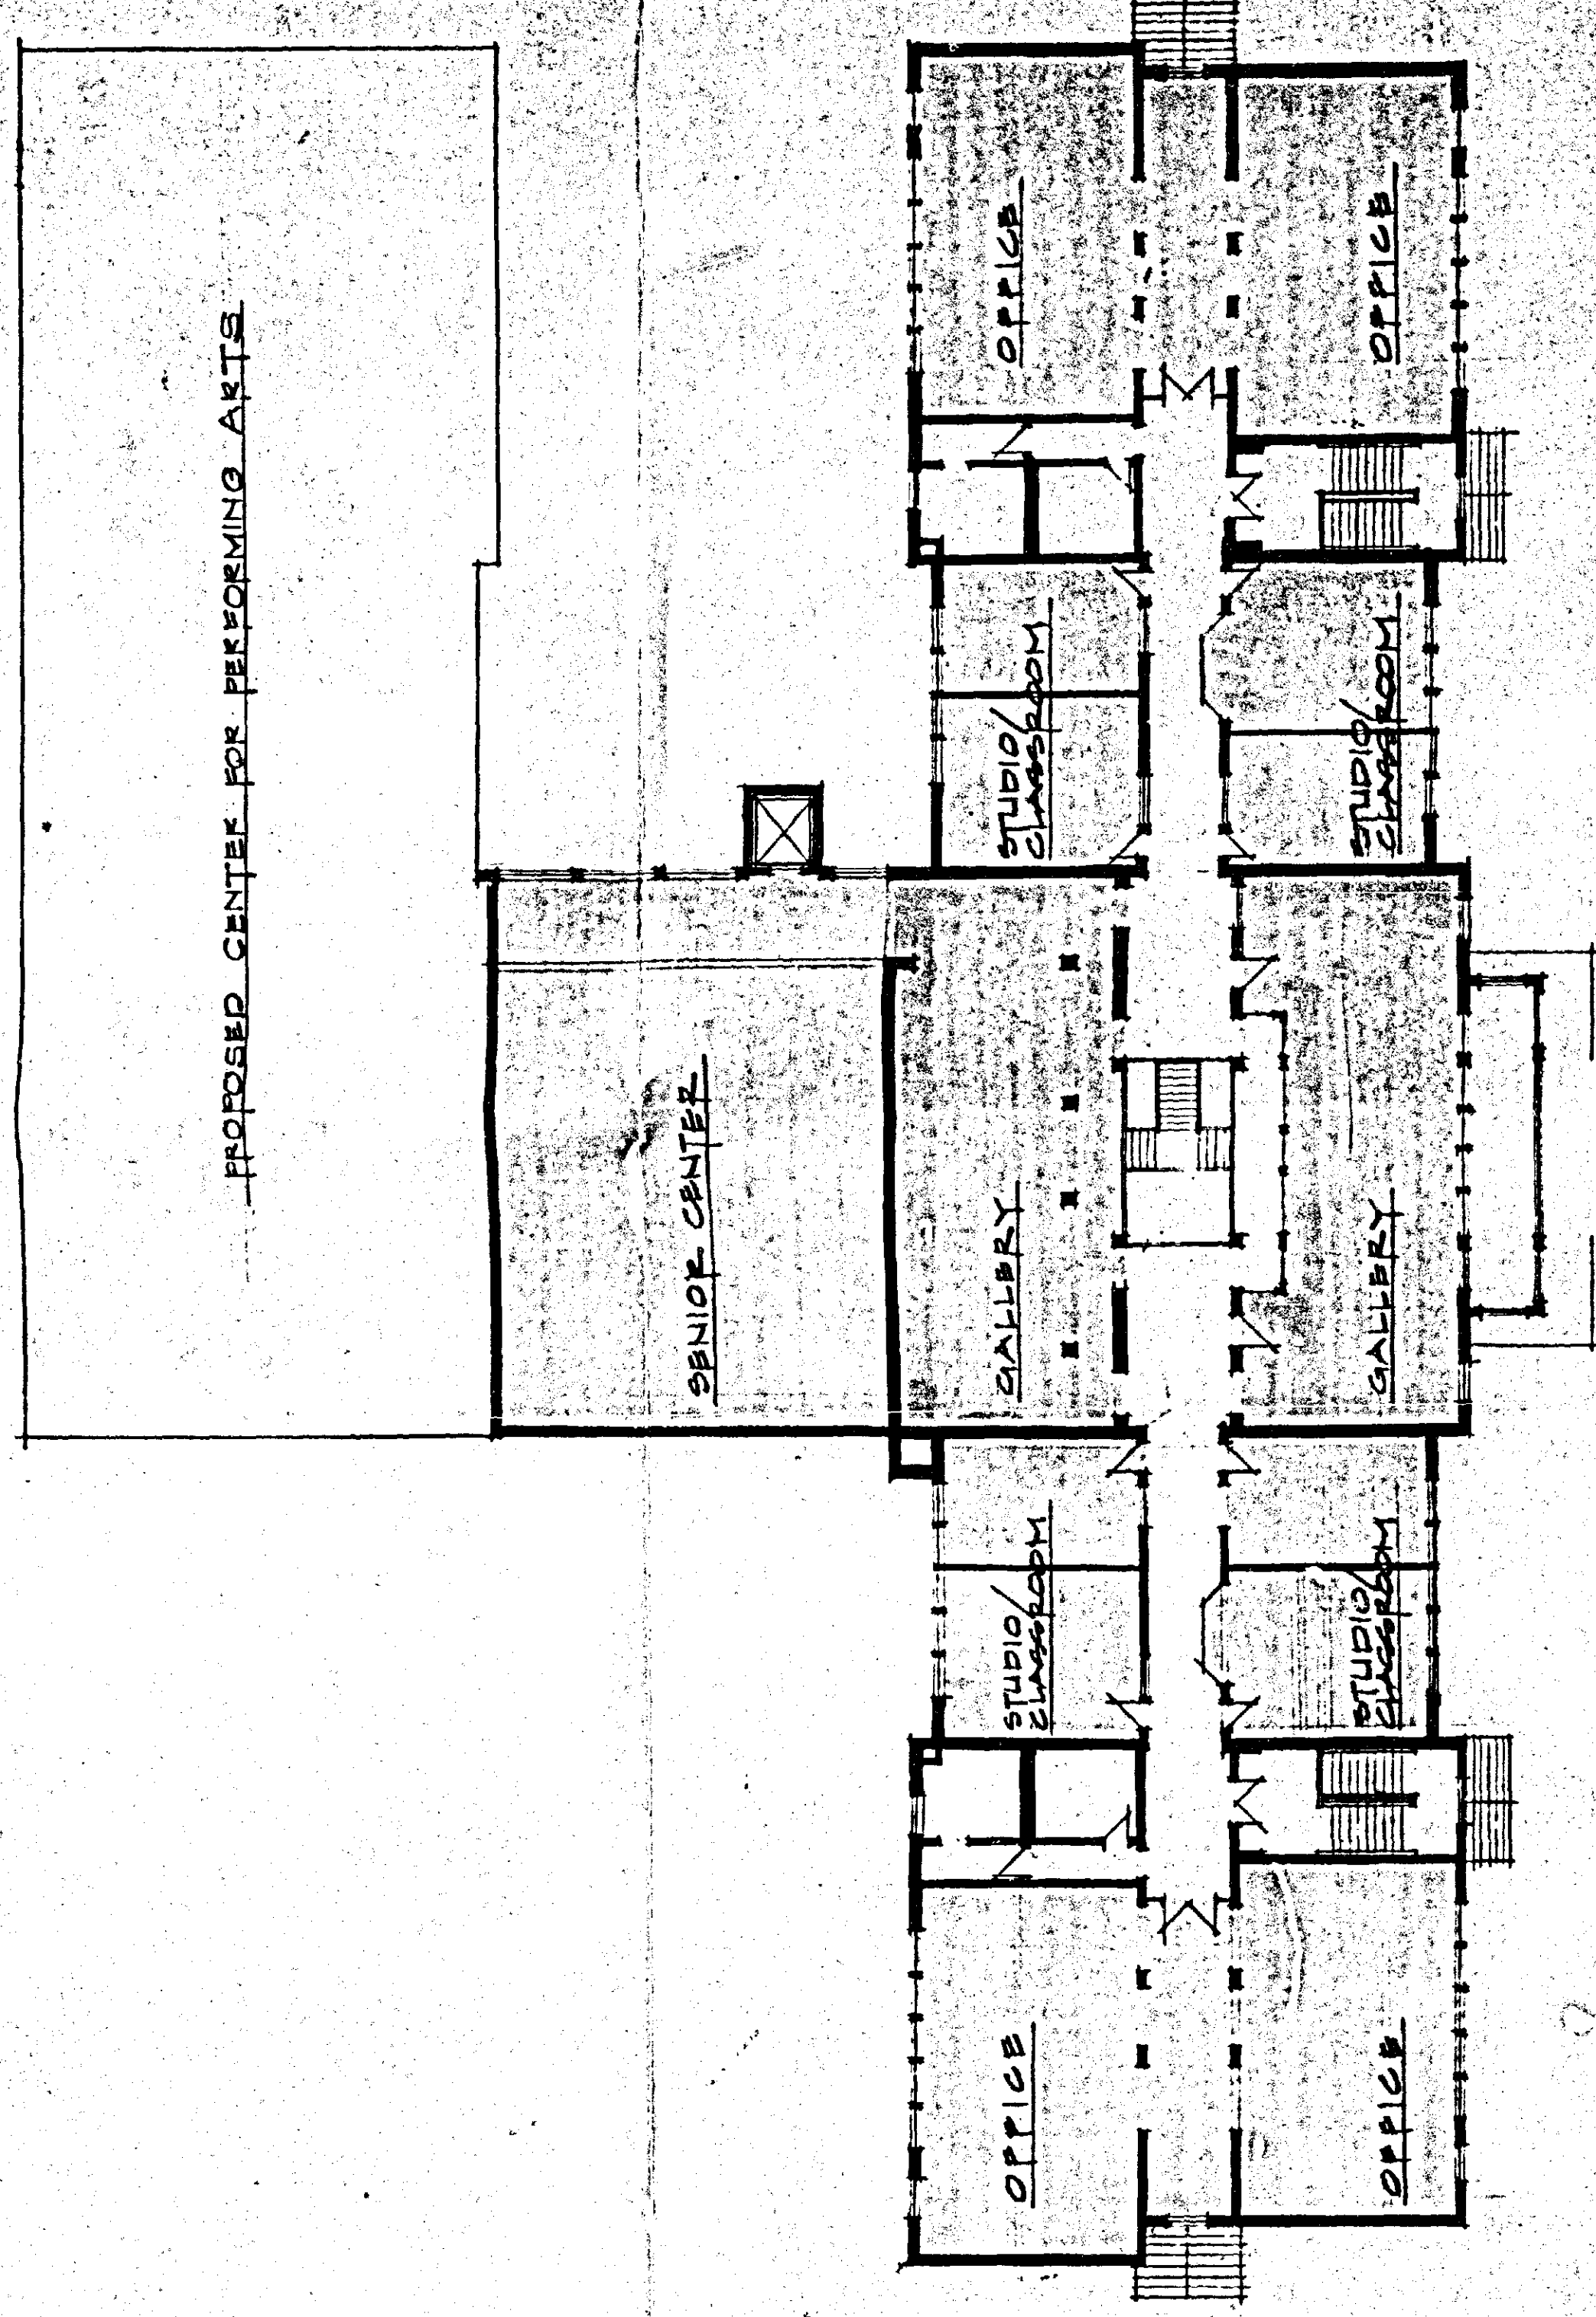 PROPOSED CENTER FOR PERFORMING ARTS
SENIOR CENTER
OFFICE
STUDIO/
CLASSROOM
GALLERY
STUDIO/
CLASSROOM
OFFICE
OFFICE
STUDIO/
CLASSROOM
GALLERY
STUDIO/
CLASSROOM
OFFICE